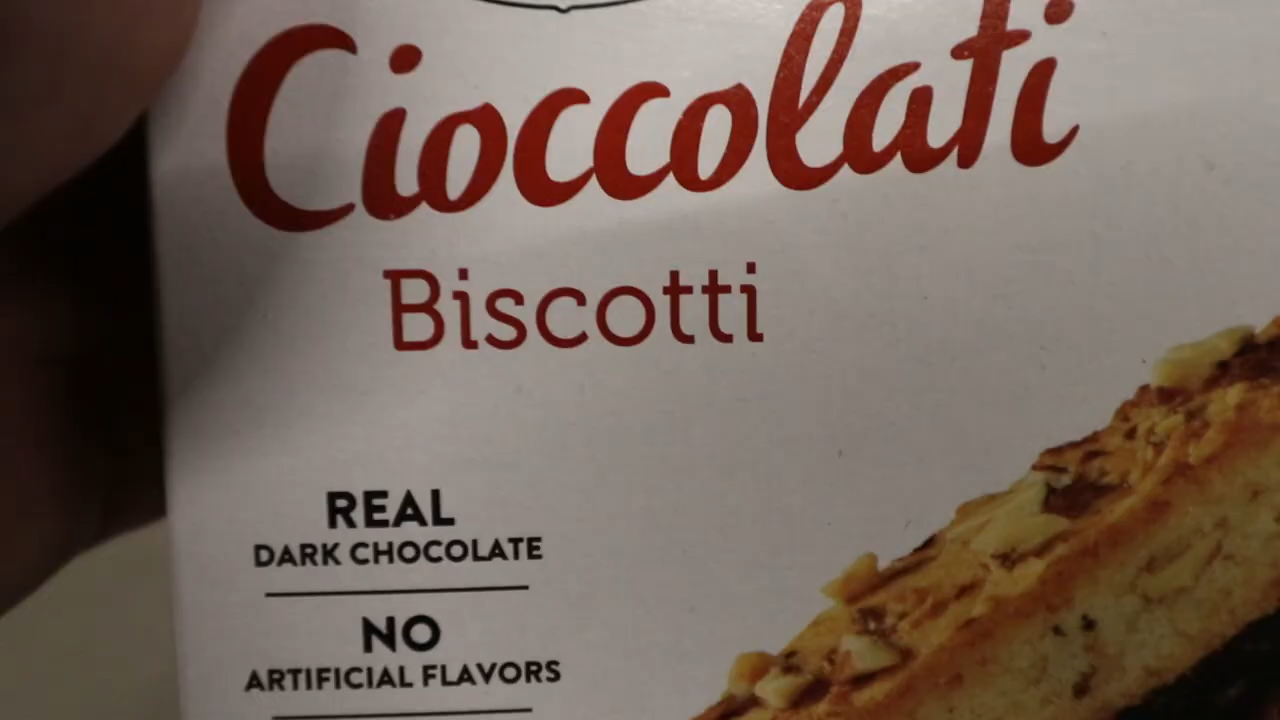 Cioccolati
Biscotti
REAL
DARK CHOCOLATE
NO
ARTIFICIAL FLAVORS